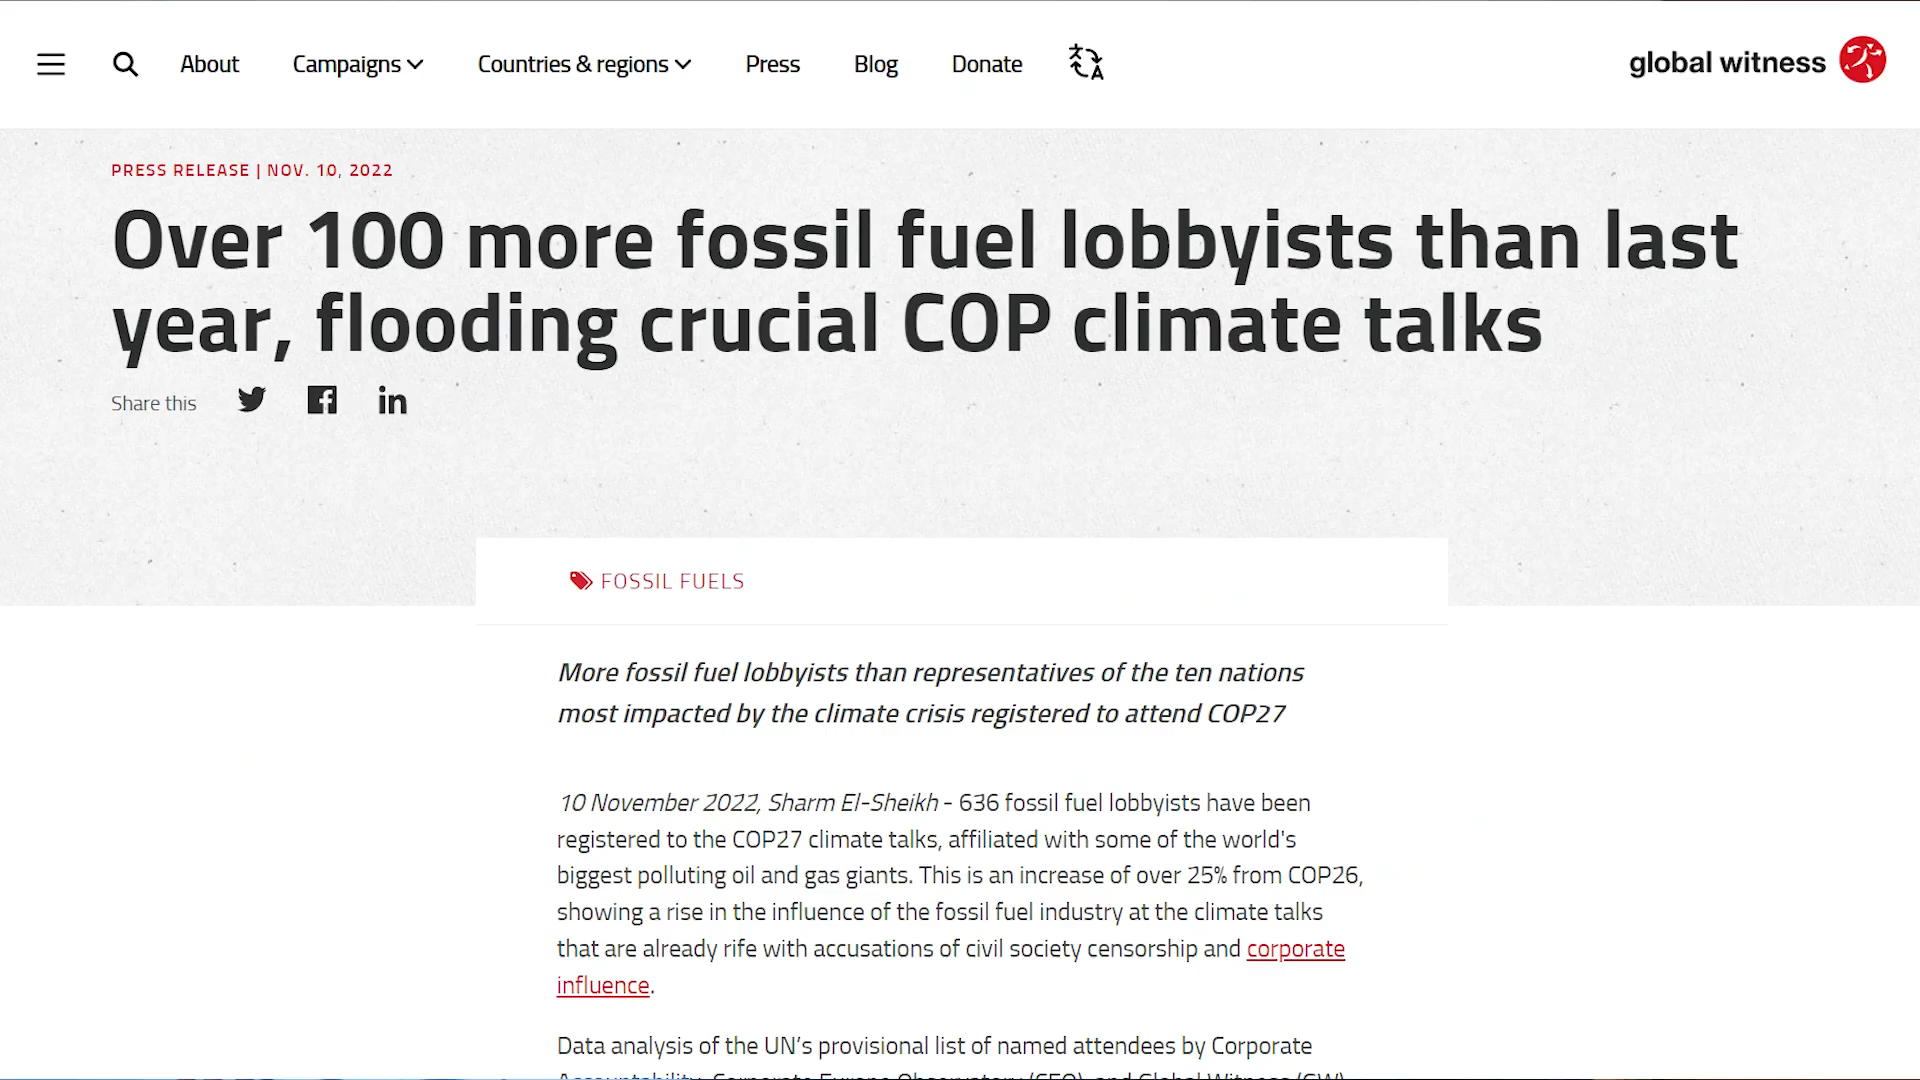 About Campaigns Countries & regions Press Blog Donate global witness
PRESS RELEASE | NOV. 10, 2022
Over 100 more fossil fuel lobbyists than last
year, flooding crucial COP climate talks
Share this
FOSSIL FUELS
More fossil fuel lobbyists than representatives of the ten nations
most impacted by the climate crisis registered to attend COP27
10 November 2022, Sharm El-Sheikh - 636 fossil fuel lobbyists have been
registered to the COP27 climate talks, affiliated with some of the world's
biggest polluting oil and gas giants. This is an increase of over 25% from COP26,
showing a rise in the influence of the fossil fuel industry at the climate talks
that are already rife with accusations of civil society censorship and corporate
influence.
Data analysis of the UN’s provisional list of named attendees by Corporate
Accountability, Corporate Europe Observatory (CEO), and Global Witness (GW)